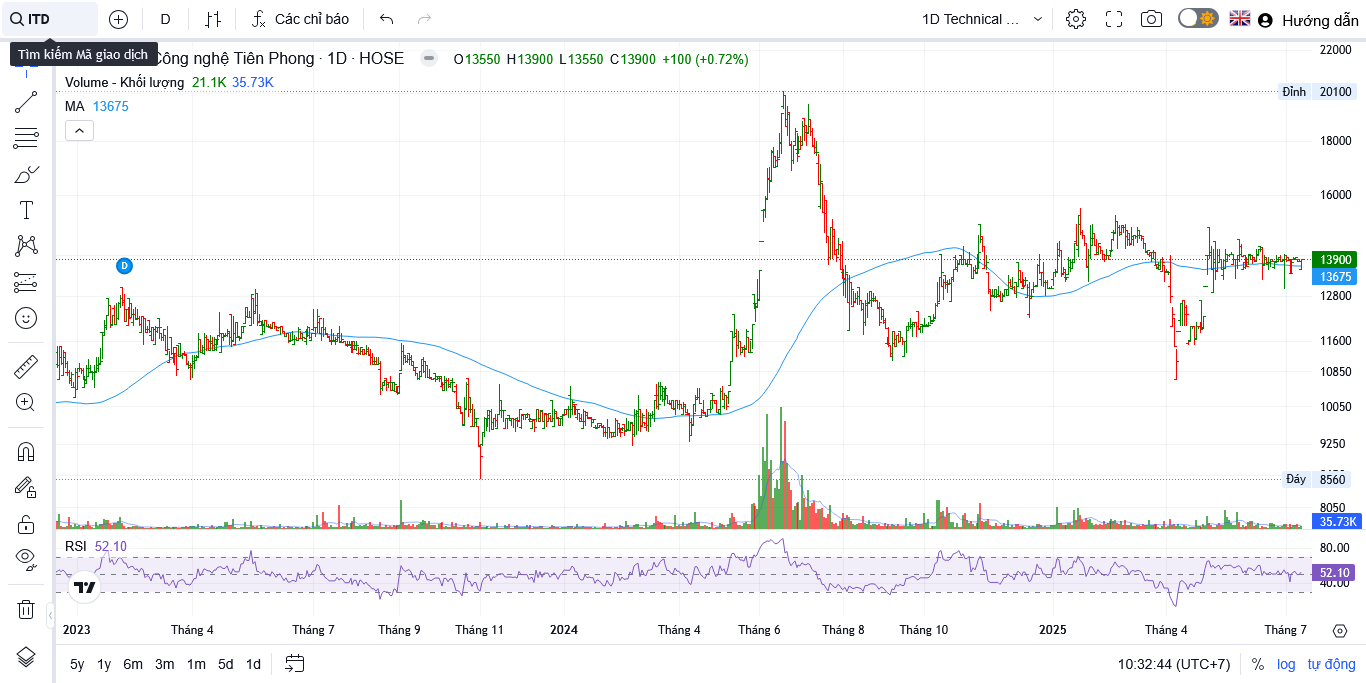 ITD D Các chỉ báo 1D Technical ... Hướng dẫn
Tìm kiếm Mã giao dịch
Công nghệ Tiên Phong · 1D · HOSE O13550 H13900 L13550 C13900 +100 (+0.72%)
Volume - Khối lượng 21.1K 35.73K
MA 13675
22000
Đỉnh 20100
18000
16000
D
13900
13675
12800
11600
10850
10050
9250
Đáy 8560
8050
35.73K
RSI 52.10
80.00
52.10
40.00
2023 Tháng 4 Tháng 7 Tháng 9 Tháng 11 2024 Tháng 4 Tháng 6 Tháng 8 Tháng 10 2025 Tháng 4 Tháng 7
5y 1y 6m 3m 1m 5d 1d 10:32:44 (UTC+7) % log tự động